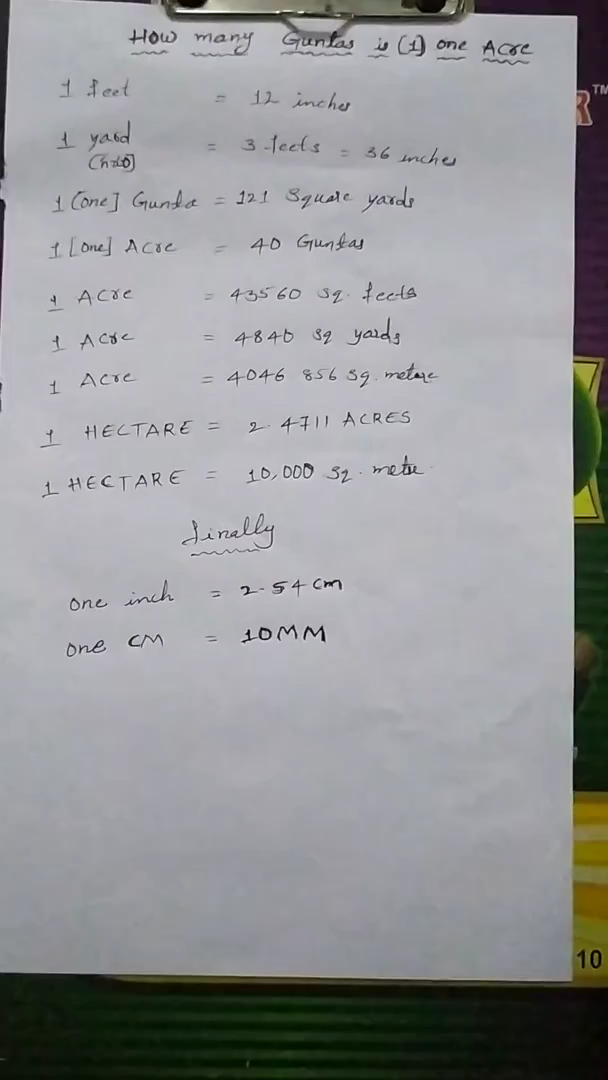 How many Guntas is (1) one Acre
1 feet = 12 inches
1 yard = 3 feets = 36 inches
1 [one] Gunta = 121 Square yards
1 [one] Acre = 40 Guntas
1 Acre = 43560 sq. feets
1 Acre = 4840 sq yards
1 Acre = 4046 856 sq. metare
1 HECTARE = 2.4711 ACRES
1 HECTARE = 10,000 sq. metre.
finally
one inch = 2.54 cm
one CM = 10MM
R™
10